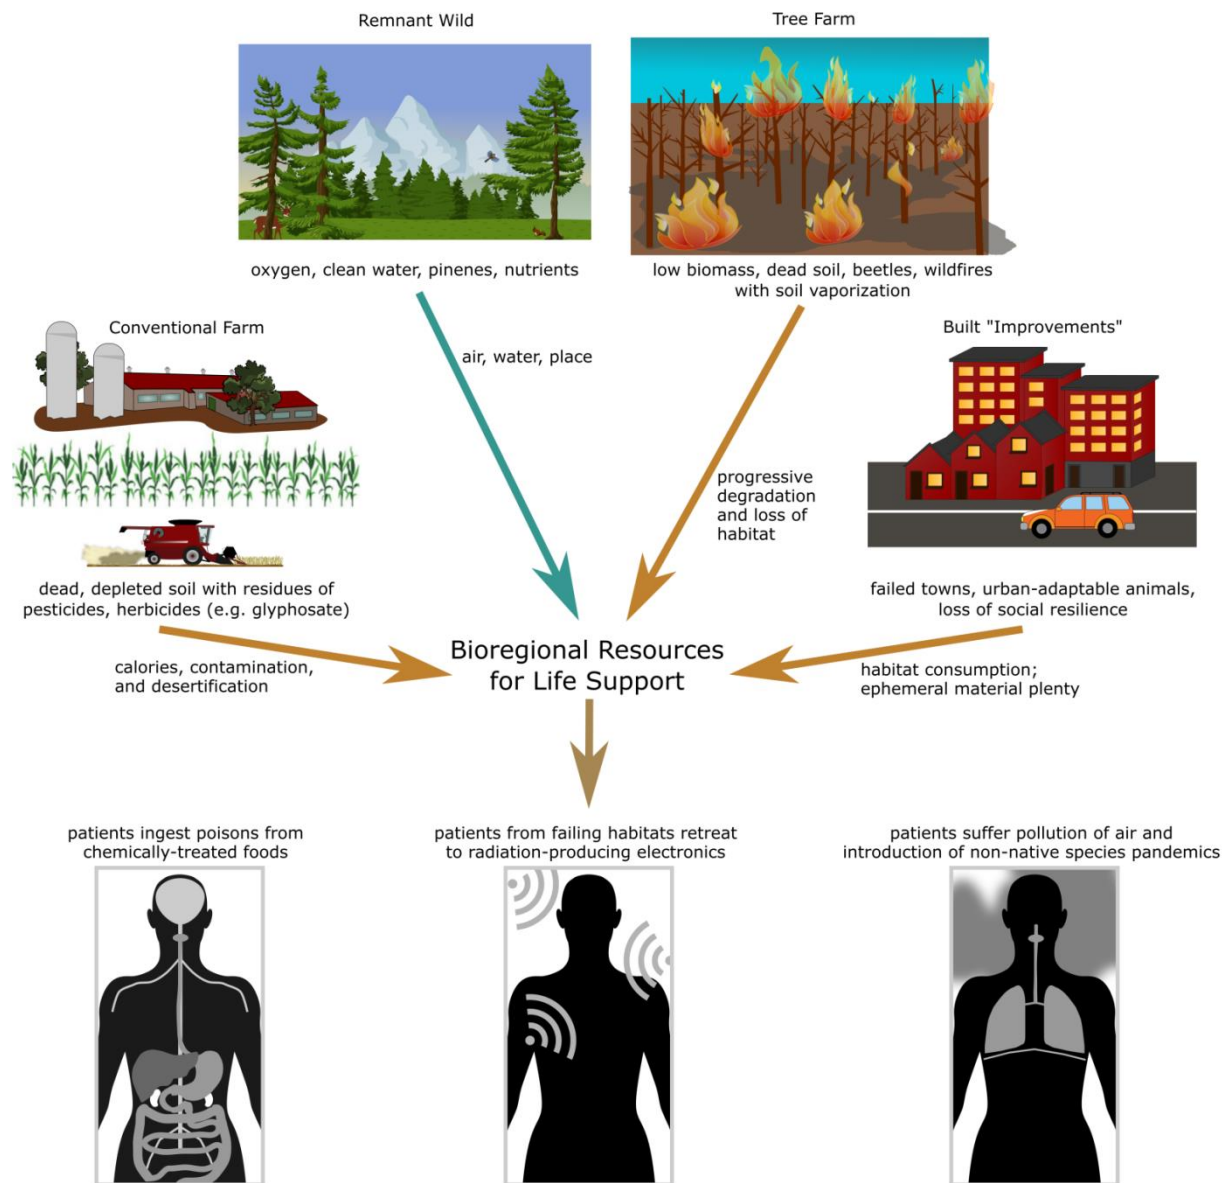 Remnant Wild
Tree Farm
oxygen, clean water, pinenes, nutrients
low biomass, dead soil, beetles, wildfires
with soil vaporization
Conventional Farm
air, water, place
Built "Improvements"
progressive
degradation
and loss of
habitat
dead, depleted soil with residues of
pesticides, herbicides (e.g. glyphosate)
failed towns, urban-adaptable animals,
loss of social resilience
calories, contamination,
and desertification
Bioregional Resources
for Life Support
habitat consumption;
ephemeral material plenty
patients ingest poisons from
chemically-treated foods
patients from failing habitats retreat
to radiation-producing electronics
patients suffer pollution of air and
introduction of non-native species pandemics